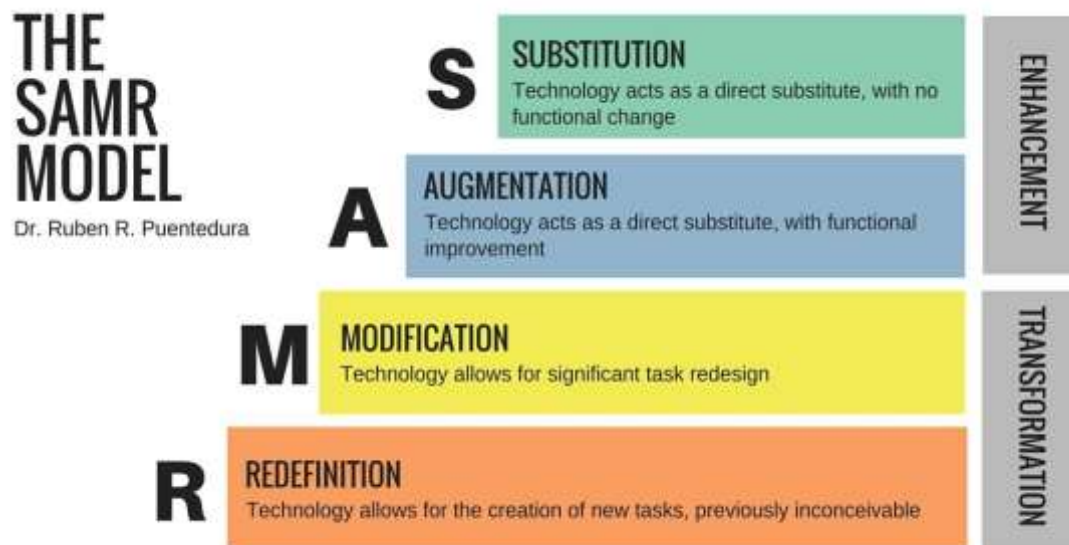 THE
SAMR
MODEL
Dr. Ruben R. Puentedura
S
SUBSTITUTION
Technology acts as a direct substitute, with no
functional change
A
AUGMENTATION
Technology acts as a direct substitute, with functional
improvement
ENHANCEMENT
M
MODIFICATION
Technology allows for significant task redesign
R
REDEFINITION
Technology allows for the creation of new tasks, previously inconceivable
TRANSFORMATION